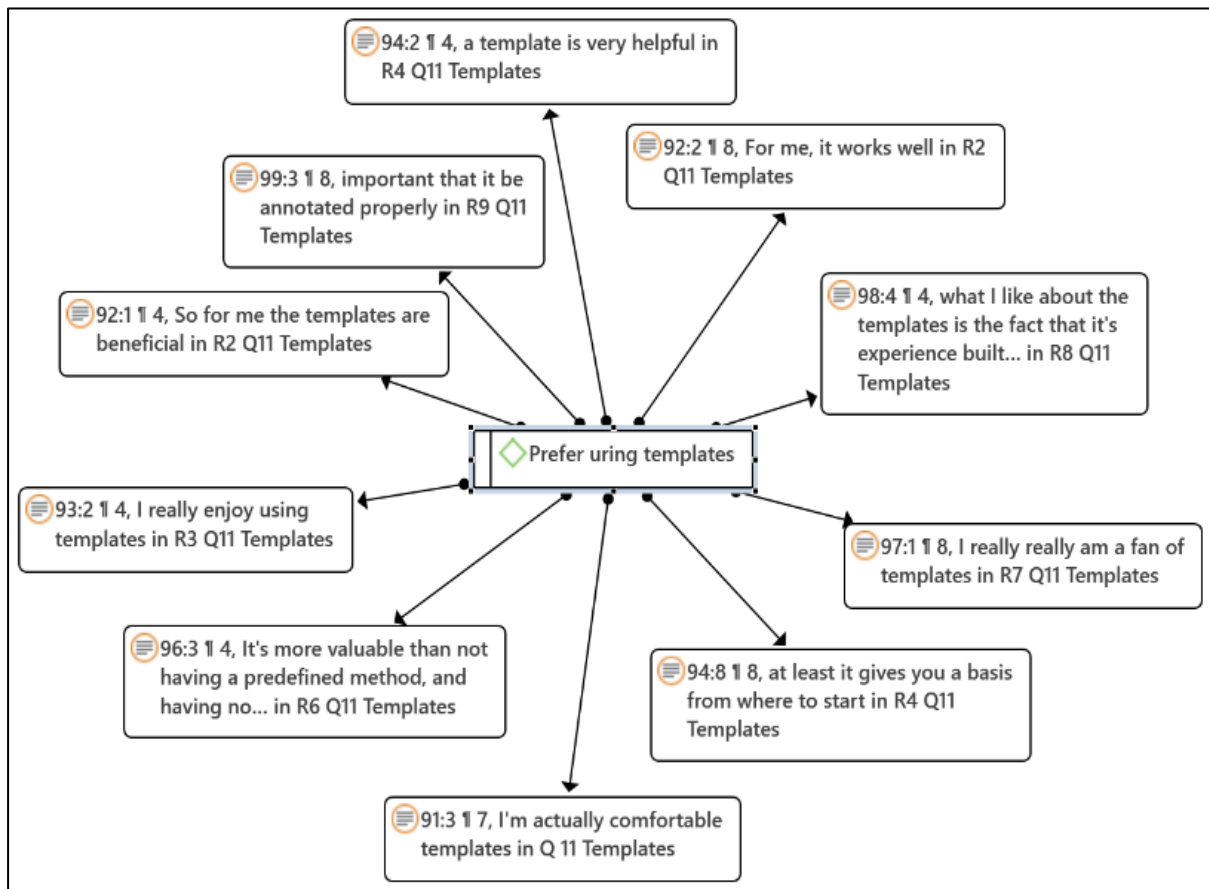 94:2 ¶ 4, a template is very helpful in
R4 Q11 Templates
92:2 ¶ 8, For me, it works well in R2
Q11 Templates
99:3 ¶ 8, important that it be
annotated properly in R9 Q11
Templates
98:4 ¶ 4, what I like about the
templates is the fact that it's
experience built... in R8 Q11
Templates
92:1 ¶ 4, So for me the templates are
beneficial in R2 Q11 Templates
Prefer uring templates
93:2 ¶ 4, I really enjoy using
templates in R3 Q11 Templates
97:1 ¶ 8, I really really am a fan of
templates in R7 Q11 Templates
96:3 ¶ 4, It's more valuable than not
having a predefined method, and
having no... in R6 Q11 Templates
94:8 ¶ 8, at least it gives you a basis
from where to start in R4 Q11
Templates
91:3 ¶ 7, I'm actually comfortable
templates in Q 11 Templates